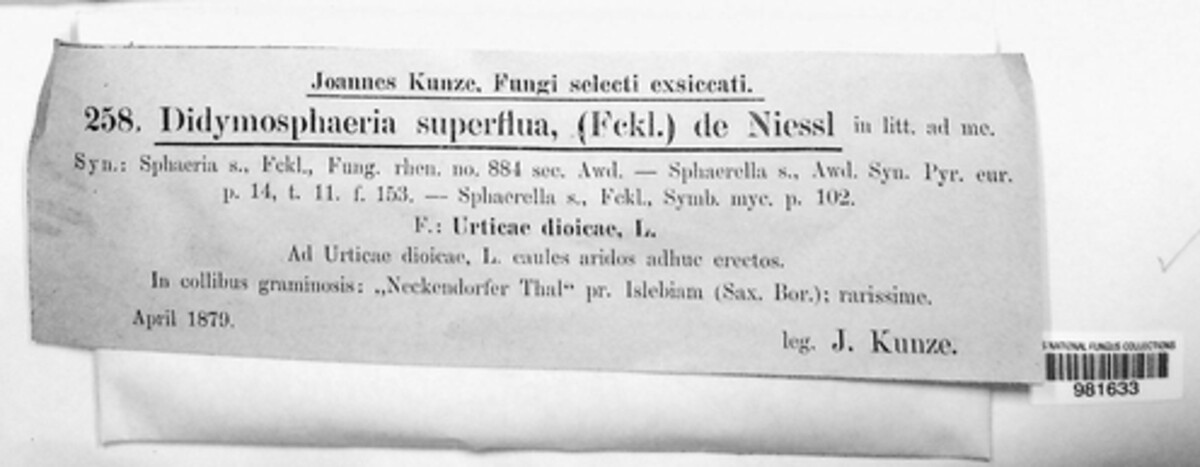 Joannes Kunze. Fungi selecti exsiccati.
258. Didymosphaeria superflua, (Fckl.) de Niessl in litt. ad me.
Syn.: Sphaeria s., Fckl., Fung. rhen. no. 884 sec. Awd. — Sphaerella s., Awd. Syn. Pyr. eur.
p. 14, t. 11. f. 153. — Sphaerella s., Fckl., Symb. myc. p. 102.
F.: Urticae dioicae, L.
Ad Urticae dioicae, L. caules aridos adhuc erectos.
In collibus graminosis: „Neckendorfer Thal“ pr. Islebiam (Sax. Bor.); rarissime.
April 1879.
leg. J. Kunze.
NATIONAL FUNGUS COLLECTIONS
981633